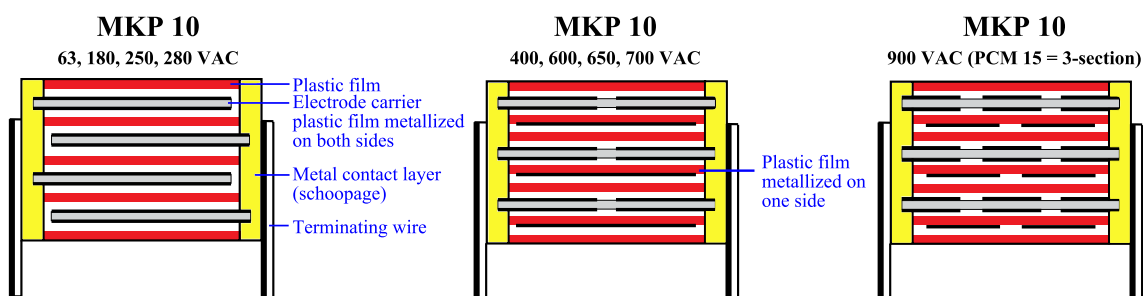 MKP 10
63, 180, 250, 280 VAC
Plastic film
Electrode carrier
plastic film metallized
on both sides
Metal contact layer
(schoopage)
Terminating wire
MKP 10
400, 600, 650, 700 VAC
Plastic film
metallized on
one side
MKP 10
900 VAC (PCM 15 = 3-section)